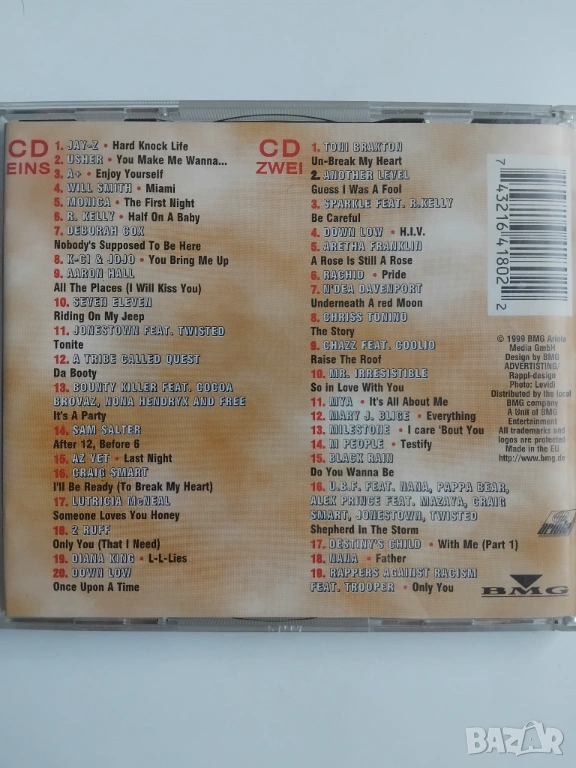 CD
EINS
1. JAY-Z • Hard Knock Life
2. USHER • You Make Me Wanna...
3. A+ • Enjoy Yourself
4. WILL SMITH • Miami
5. MONICA • The First Night
6. R. KELLY • Half On A Baby
7. DEBORAH COX
Nobody's Supposed To Be Here
8. K-CI & JOJO • You Bring Me Up
9. AARON HALL
All The Places (I Will Kiss You)
10. SEVEN ELEVEN
Riding On My Jeep
11. JONESTOWN FEAT. TWISTED
Tonite
12. A TRIBE CALLED QUEST
Da Booty
13. BOUNTY KILLER FEAT. COCOA
BROVAZ, NONA HENDRYX AND FREE
It's A Party
14. SAM SALTER
After 12, Before 6
15. AZ YET • Last Night
16. CRAIG SMART
I'll Be Ready (To Break My Heart)
17. LUTRICIA McNEAL
Someone Loves You Honey
18. 2 RUFF
Only You (That I Need)
19. DIANA KING • L-L-Lies
20. DOWN LOW
Once Upon A Time
CD
ZWEI
1. TONI BRAXTON
Un-Break My Heart
2. ANOTHER LEVEL
Guess I Was A Fool
3. SPARKLE FEAT. R.KELLY
Be Careful
4. DOWN LOW • H.I.V.
5. ARETHA FRANKLIN
A Rose Is Still A Rose
6. RACHID • Pride
7. N'DEA DAVENPORT
Underneath A red Moon
8. CHRISS TUNINO
The Story
9. CHAZZ FEAT. COOLIO
Raise The Roof
10. MR. IRRESISTIBLE
So in Love With You
11. MYA • It's All About Me
12. MARY J. BLIGE • Everything
13. MILESTONE • I care 'Bout You
14. M PEOPLE • Testify
15. BLACK RAIN
Do You Wanna Be
16. U.B.F. FEAT. NANA, PAPPA BEAR,
ALEX PRINCE FEAT. MAZAYA, CRAIG
SMART, JONESTOWN, TWISTED
Shepherd In The Storm
17. DESTINY'S CHILD • With Me (Part 1)
18. NANA • Father
19. RAPPERS AGAINST RACISM
FEAT. TROOPER • Only You
7 43216 41802 2
© 1999 BMG Ariola
Media GmbH
Design by BMG
ADVERTISTING/
Rappl-design
Photo: Levidi
Distributed by the local
BMG company
A Unit of BMG
Entertainment
All trademarks and
logos are protected
Made in the EU
http://www.bmg.de
BMG
BAZAR